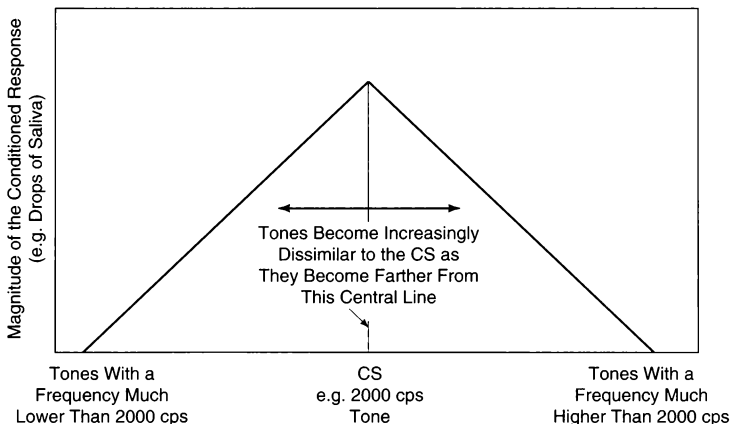 Magnitude of the Conditioned Response
(e.g. Drops of Saliva)
Tones Become Increasingly
Dissimilar to the CS as
They Become Farther From
This Central Line
Tones With a
Frequency Much
Lower Than 2000 cps
CS
e.g. 2000 cps
Tone
Tones With a
Frequency Much
Higher Than 2000 cps